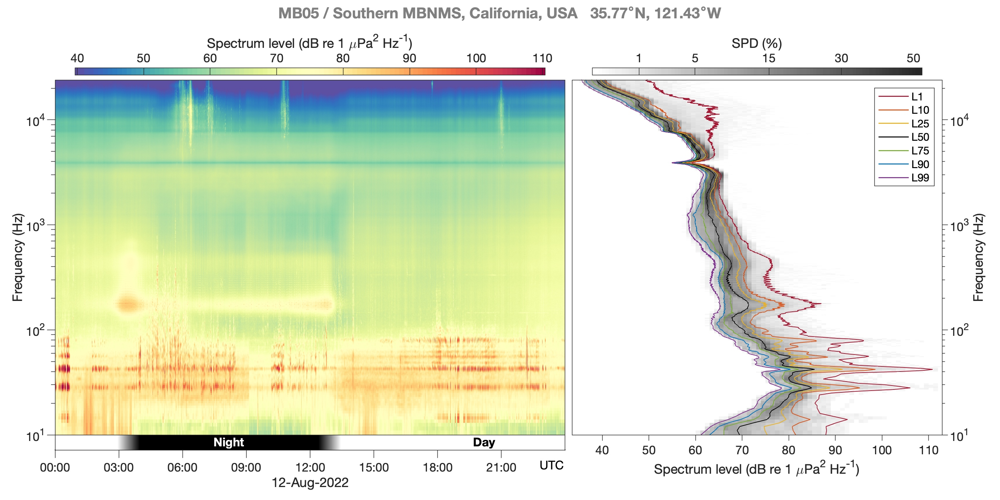 MB05 / Southern MBNMS, California, USA 35.77°N, 121.43°W
Spectrum level (dB re 1 μPa² Hz⁻¹)
40 50 60 70 80 90 100 110
SPD (%)
1 5 15 30 50
Frequency (Hz)
10⁴
10³
10²
10¹
Night
Day
00:00 03:00 06:00 09:00 12:00 15:00 18:00 21:00 UTC
12-Aug-2022
L1
L10
L25
L50
L75
L90
L99
10⁴
10³
10²
10¹
Frequency (Hz)
40 50 60 70 80 90 100 110
Spectrum level (dB re 1 μPa² Hz⁻¹)